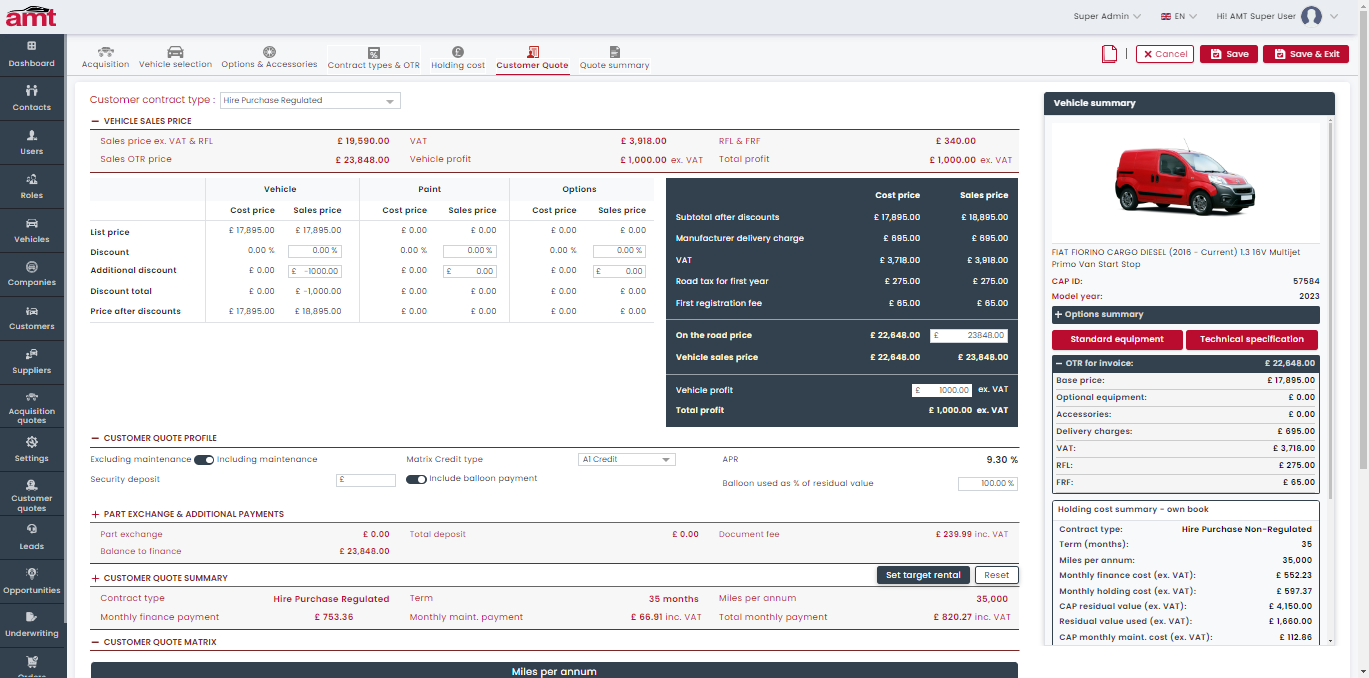 amt
Super Admin
EN
Hi! AMT Super User
Dashboard
Contacts
Users
Roles
Vehicles
Companies
Customers
Suppliers
Acquisition
quotes
Settings
Customer
quotes
Leads
Opportunities
Underwriting
Orders
Acquisition
Vehicle selection
Options & Accessories
Contract types & OTR
Holding cost
Customer Quote
Quote summary
Cancel
Save
Save & Exit
Customer contract type : Hire Purchase Regulated
VEHICLE SALES PRICE
Sales price ex. VAT & RFL £ 19,590.00 VAT £ 3,918.00 RFL & FRF £ 340.00
Sales OTR price £ 23,848.00 Vehicle profit £ 1,000.00 ex. VAT Total profit £ 1,000.00 ex. VAT
Vehicle Paint Options
Cost price Sales price Cost price Sales price Cost price Sales price
List price £ 17,895.00 £ 17,895.00 £ 0.00 £ 0.00 £ 0.00 £ 0.00
Discount 0.00 % 0.00 % 0.00 % 0.00 % 0.00 % 0.00 %
Additional discount £ 0.00 £ -1000.00 £ 0.00 £ 0.00 £ 0.00 £ 0.00
Discount total £ 0.00 £ -1,000.00 £ 0.00 £ 0.00 £ 0.00 £ 0.00
Price after discounts £ 17,895.00 £ 18,895.00 £ 0.00 £ 0.00 £ 0.00 £ 0.00
Cost price Sales price
Subtotal after discounts £ 17,895.00 £ 18,895.00
Manufacturer delivery charge £ 695.00 £ 695.00
VAT £ 3,718.00 £ 3,918.00
Road tax for first year £ 275.00 £ 275.00
First registration fee £ 65.00 £ 65.00
On the road price £ 22,648.00 £ 23848.00
Vehicle sales price £ 22,648.00 £ 23,848.00
Vehicle profit £ 1000.00 ex. VAT
Total profit £ 1,000.00 ex. VAT
CUSTOMER QUOTE PROFILE
Excluding maintenance Including maintenance Matrix Credit type A1 Credit APR 9.30 %
Security deposit £ Include balloon payment Balloon used as % of residual value 100.00 %
PART EXCHANGE & ADDITIONAL PAYMENTS
Part exchange £ 0.00 Total deposit £ 0.00 Document fee £ 239.99 inc. VAT
Balance to finance £ 23,848.00
CUSTOMER QUOTE SUMMARY Set target rental Reset
Contract type Hire Purchase Regulated Term 35 months Miles per annum 35,000
Monthly finance payment £ 753.36 Monthly maint. payment £ 66.91 inc. VAT Total monthly payment £ 820.27 inc. VAT
CUSTOMER QUOTE MATRIX
Miles per annum
Vehicle summary
FIAT FIORINO CARGO DIESEL (2016 - Current) 1.3 16V Multijet
Primo Van Start Stop
CAP ID: 57584
Model year: 2023
Options summary
Standard equipment Technical specification
OTR for invoice: £ 22,648.00
Base price: £ 17,895.00
Optional equipment: £ 0.00
Accessories: £ 0.00
Delivery charges: £ 695.00
VAT: £ 3,718.00
RFL: £ 275.00
FRF: £ 65.00
Holding cost summary - own book
Contract type: Hire Purchase Non-Regulated
Term (months): 35
Miles per annum: 35,000
Monthly finance cost (ex. VAT): £ 552.23
Monthly holding cost (ex. VAT): £ 597.37
CAP residual value (ex. VAT): £ 4,150.00
Residual value used (ex. VAT): £ 1,660.00
CAP monthly maint. cost (ex. VAT): £ 112.86